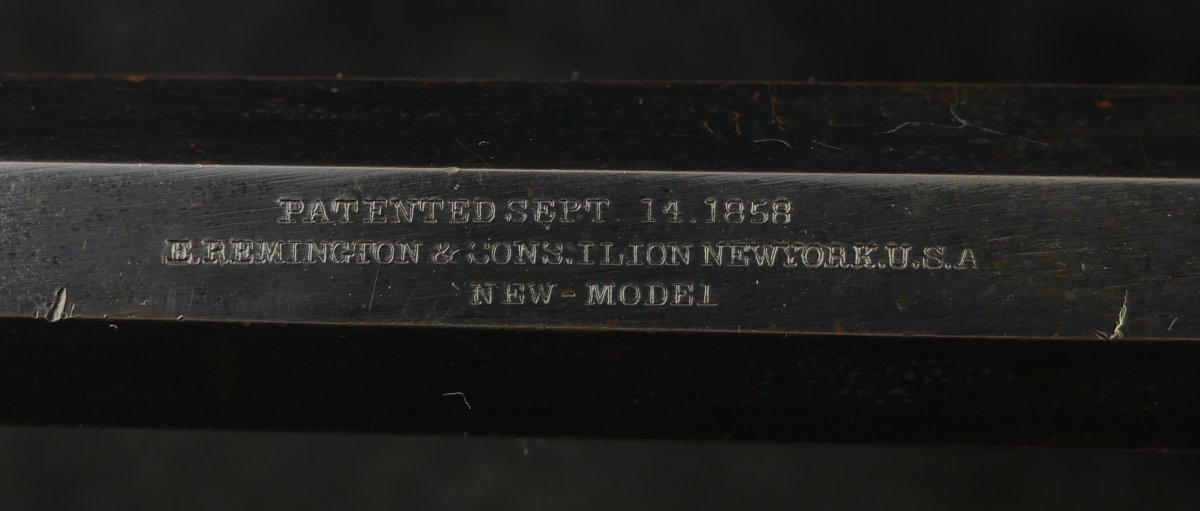 PATENTED SEPT. 14.1858
E.REMINGTON & SONS.ILION NEWYORK.U.S.A
NEW-MODEL